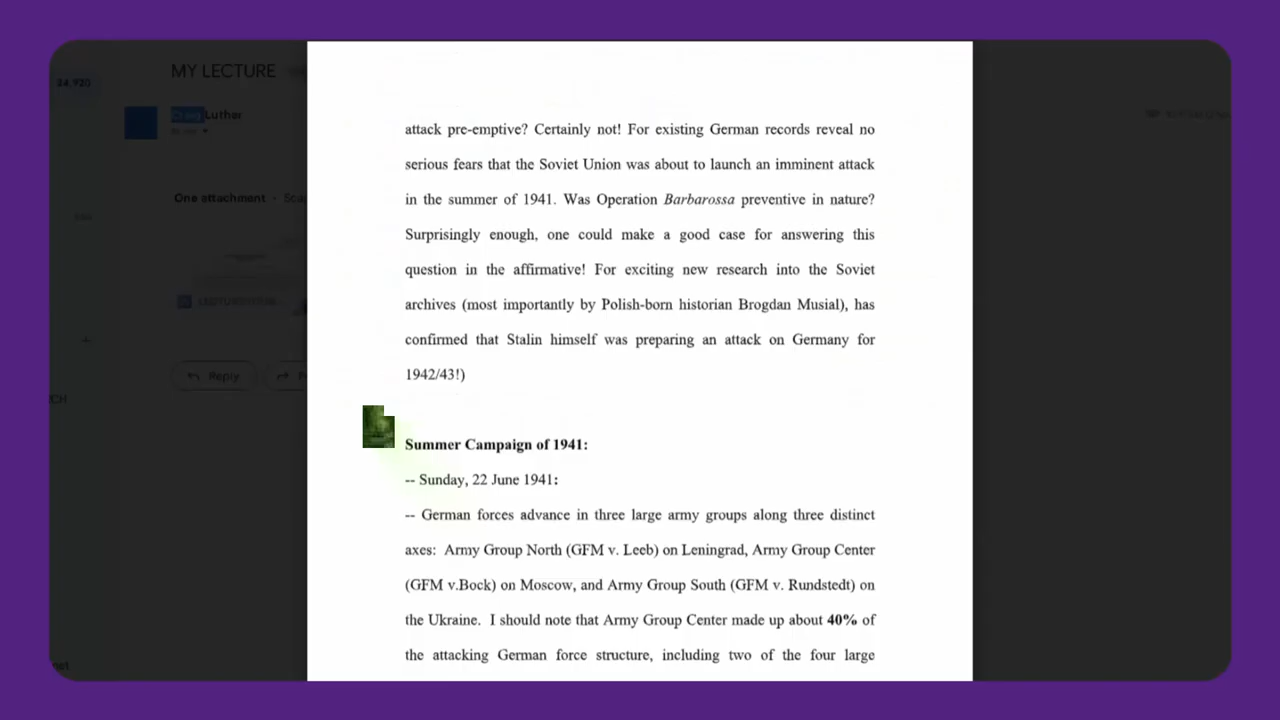 24,920
MY LECTURE
Craig Luther
One attachment
Reply
attack pre-emptive? Certainly not! For existing German records reveal no
serious fears that the Soviet Union was about to launch an imminent attack
in the summer of 1941. Was Operation Barbarossa preventive in nature?
Surprisingly enough, one could make a good case for answering this
question in the affirmative! For exciting new research into the Soviet
archives (most importantly by Polish-born historian Brogdan Musial), has
confirmed that Stalin himself was preparing an attack on Germany for
1942/43!)
Summer Campaign of 1941:
-- Sunday, 22 June 1941:
-- German forces advance in three large army groups along three distinct
axes: Army Group North (GFM v. Leeb) on Leningrad, Army Group Center
(GFM v.Bock) on Moscow, and Army Group South (GFM v. Rundstedt) on
the Ukraine. I should note that Army Group Center made up about 40% of
the attacking German force structure, including two of the four large